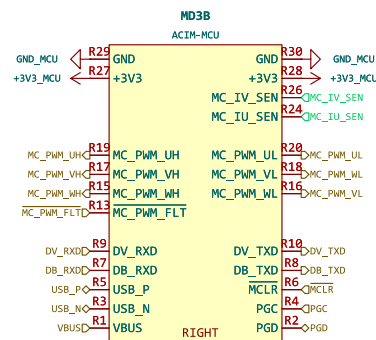 MD3B
ACIM-MCU
GND_MCU R29 GND GND R30 GND_MCU
+3V3_MCU R27 +3V3 +3V3 R28 +3V3_MCU
MC_IV_SEN R26 MC_IV_SEN
MC_IU_SEN R24 MC_IU_SEN
MC_PWM_UH R19 MC_PWM_UH MC_PWM_UL R20 MC_PWM_UL
MC_PWM_VH R17 MC_PWM_VH MC_PWM_VL R18 MC_PWM_WL
MC_PWM_WH R15 MC_PWM_WH MC_PWM_WL R16 MC_PWM_VL
MC_PWM_FLT R13 MC_PWM_FLT
DV_RXD R9 DV_RXD DV_TXD R10 DV_TXD
DB_RXD R7 DB_RXD DB_TXD R8 DB_TXD
USB_P R5 USB_P MCLR R6 MCLR
USB_N R3 USB_N PGC R4 PGC
VBUS R1 VBUS PGD R2 PGD
RIGHT